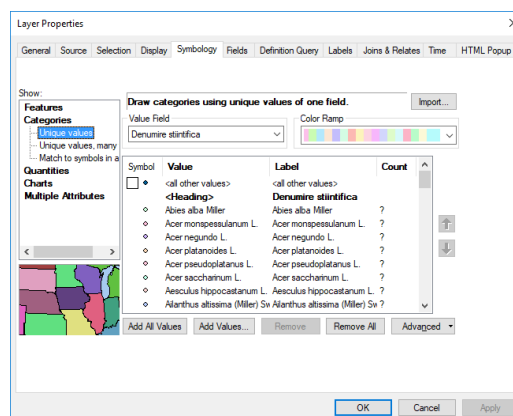 Layer Properties
General Source Selection Display Symbology Fields Definition Query Labels Joins & Relates Time HTML Popup
Show:
Features
Categories
Unique values
Unique values, many
Match to symbols in a
Quantities
Charts
Multiple Attributes
Draw categories using unique values of one field.
Import...
Value Field
Denumire stiintifica
Color Ramp
Symbol Value Label Count
<all other values> <all other values>
<Heading> Denumire stiintifica
Abies alba Miller Abies alba Miller ?
Acer monspessulanum L. Acer monspessulanum L. ?
Acer negundo L. Acer negundo L. ?
Acer platanoides L. Acer platanoides L. ?
Acer pseudoplatanus L. Acer pseudoplatanus L. ?
Acer saccharinum L. Acer saccharinum L. ?
Aesculus hippocastanum L. Aesculus hippocastanum L. ?
Ailanthus altissima (Miller) Sw Ailanthus altissima (Miller) Sw ?
Add All Values Add Values... Remove Remove All Advanced
OK Cancel Apply